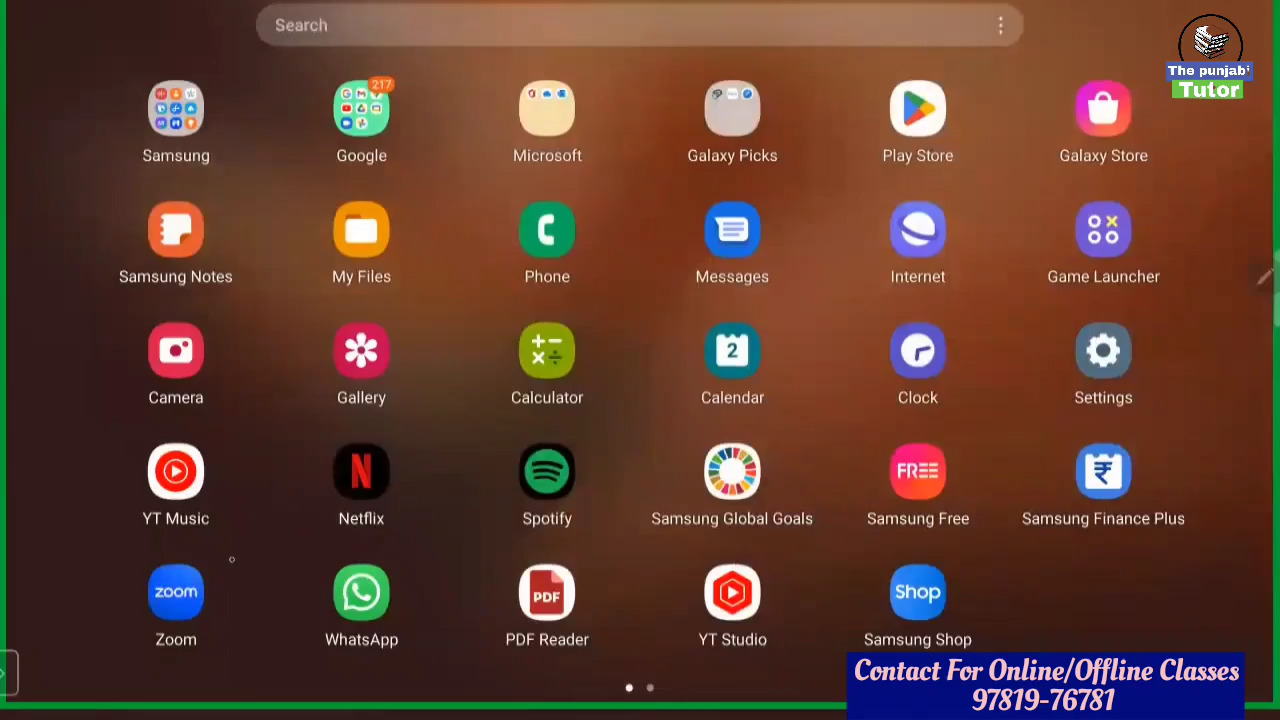 Search
The punjabi
Tutor
217
Samsung
Google
Microsoft
Galaxy Picks
Play Store
Galaxy Store
Samsung Notes
My Files
Phone
Messages
Internet
Game Launcher
2
Camera
Gallery
Calculator
Calendar
Clock
Settings
FREE
₹
YT Music
Netflix
Spotify
Samsung Global Goals
Samsung Free
Samsung Finance Plus
zoom
PDF
Shop
Zoom
WhatsApp
PDF Reader
YT Studio
Samsung Shop
Contact For Online/Offline Classes
97819-76781